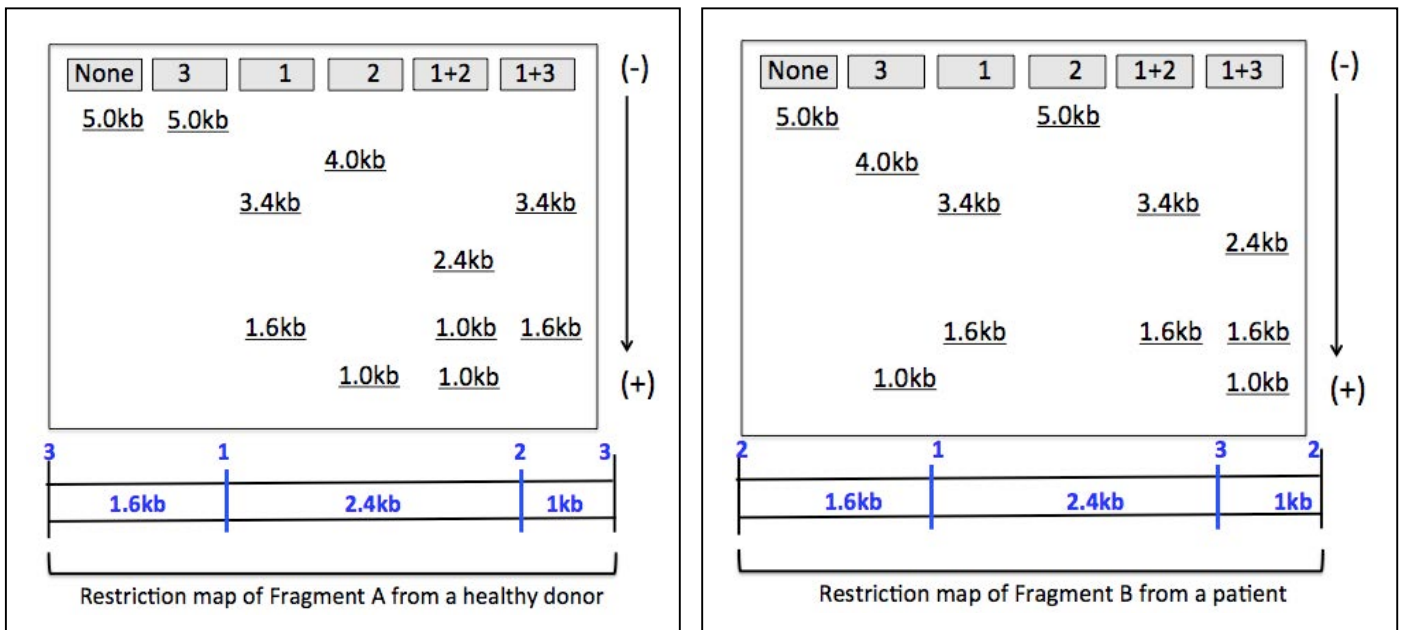 None 3 1 2 1+2 1+3 (-)
5.0kb 5.0kb
4.0kb
3.4kb 3.4kb
2.4kb
1.6kb 1.0kb 1.6kb
1.0kb 1.0kb (+)
3 1 2 3
1.6kb 2.4kb 1kb
Restriction map of Fragment A from a healthy donor
None 3 1 2 1+2 1+3 (-)
5.0kb 5.0kb
4.0kb
3.4kb 3.4kb
2.4kb
1.6kb 1.6kb 1.6kb
1.0kb 1.0kb (+)
2 1 3 2
1.6kb 2.4kb 1kb
Restriction map of Fragment B from a patient